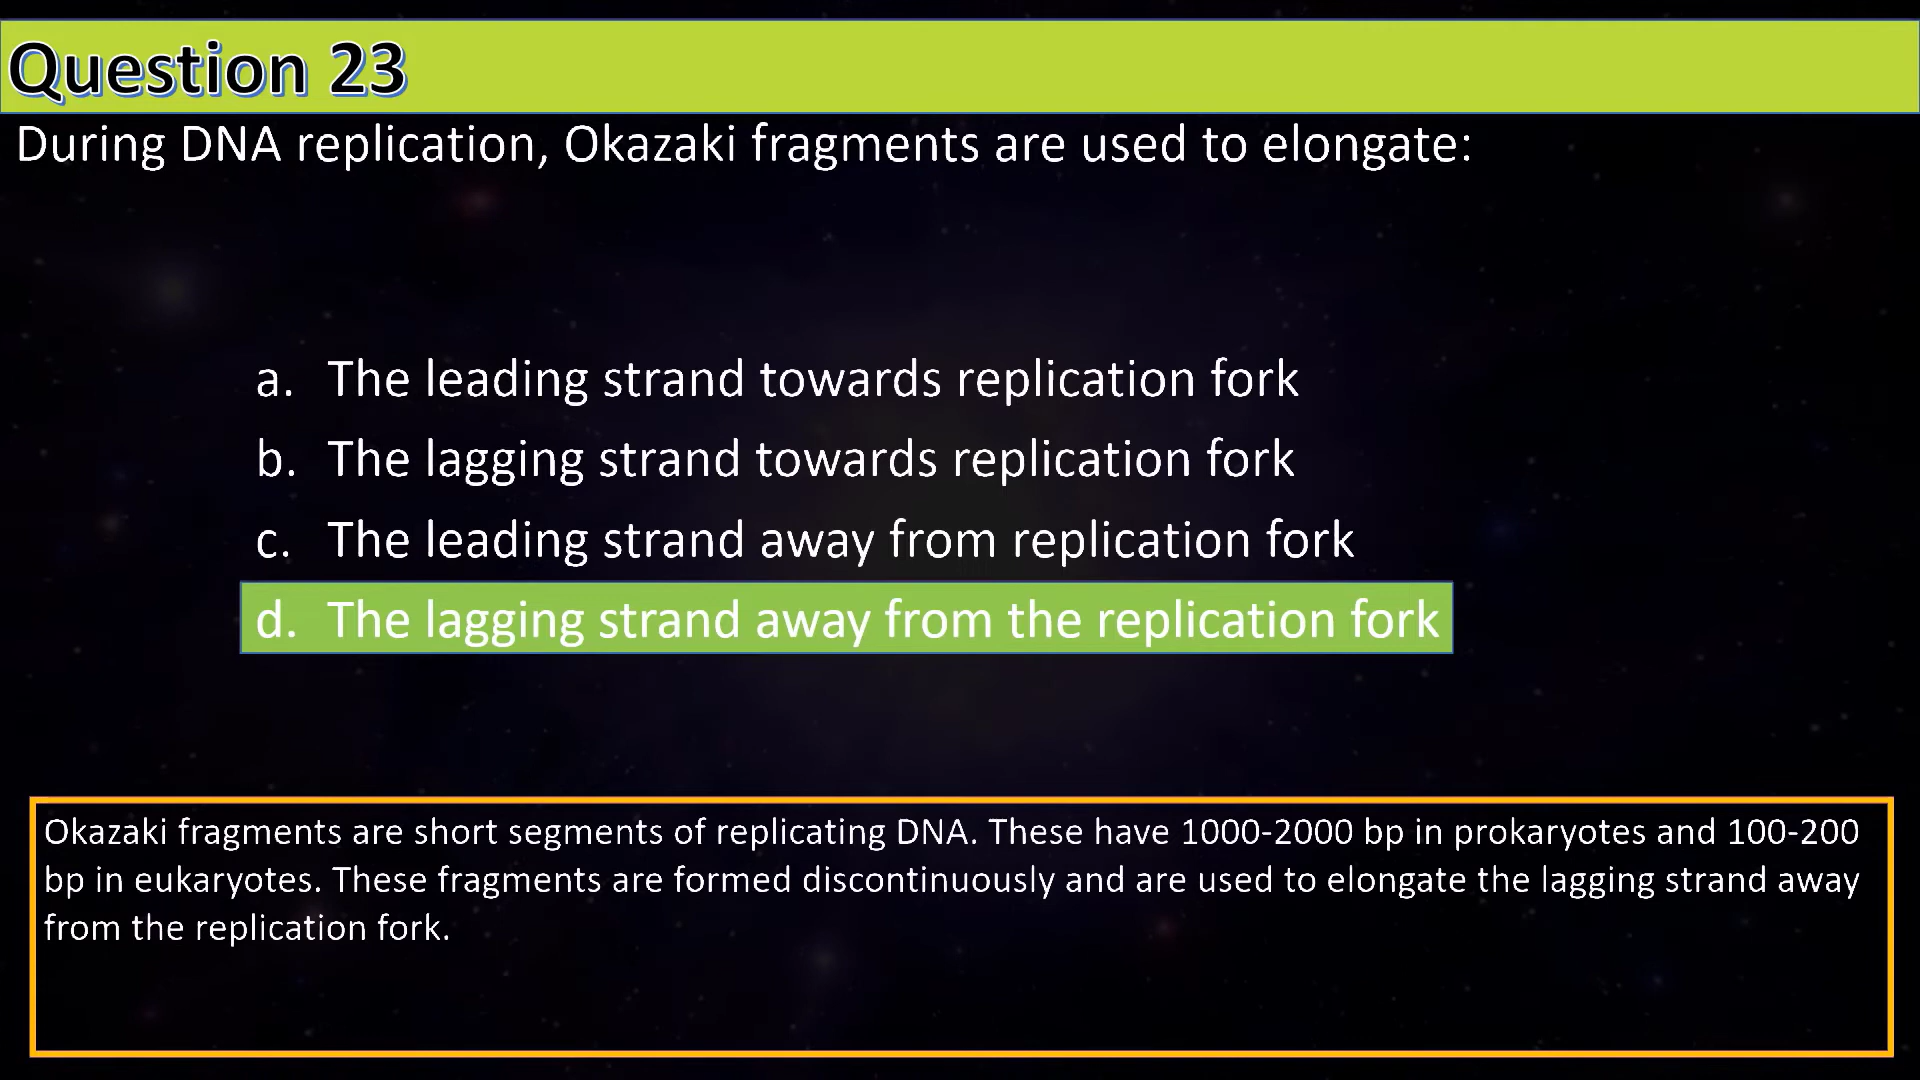 Question 23
During DNA replication, Okazaki fragments are used to elongate:
a. The leading strand towards replication fork
b. The lagging strand towards replication fork
c. The leading strand away from replication fork
d. The lagging strand away from the replication fork
Okazaki fragments are short segments of replicating DNA. These have 1000-2000 bp in prokaryotes and 100-200
bp in eukaryotes. These fragments are formed discontinuously and are used to elongate the lagging strand away
from the replication fork.